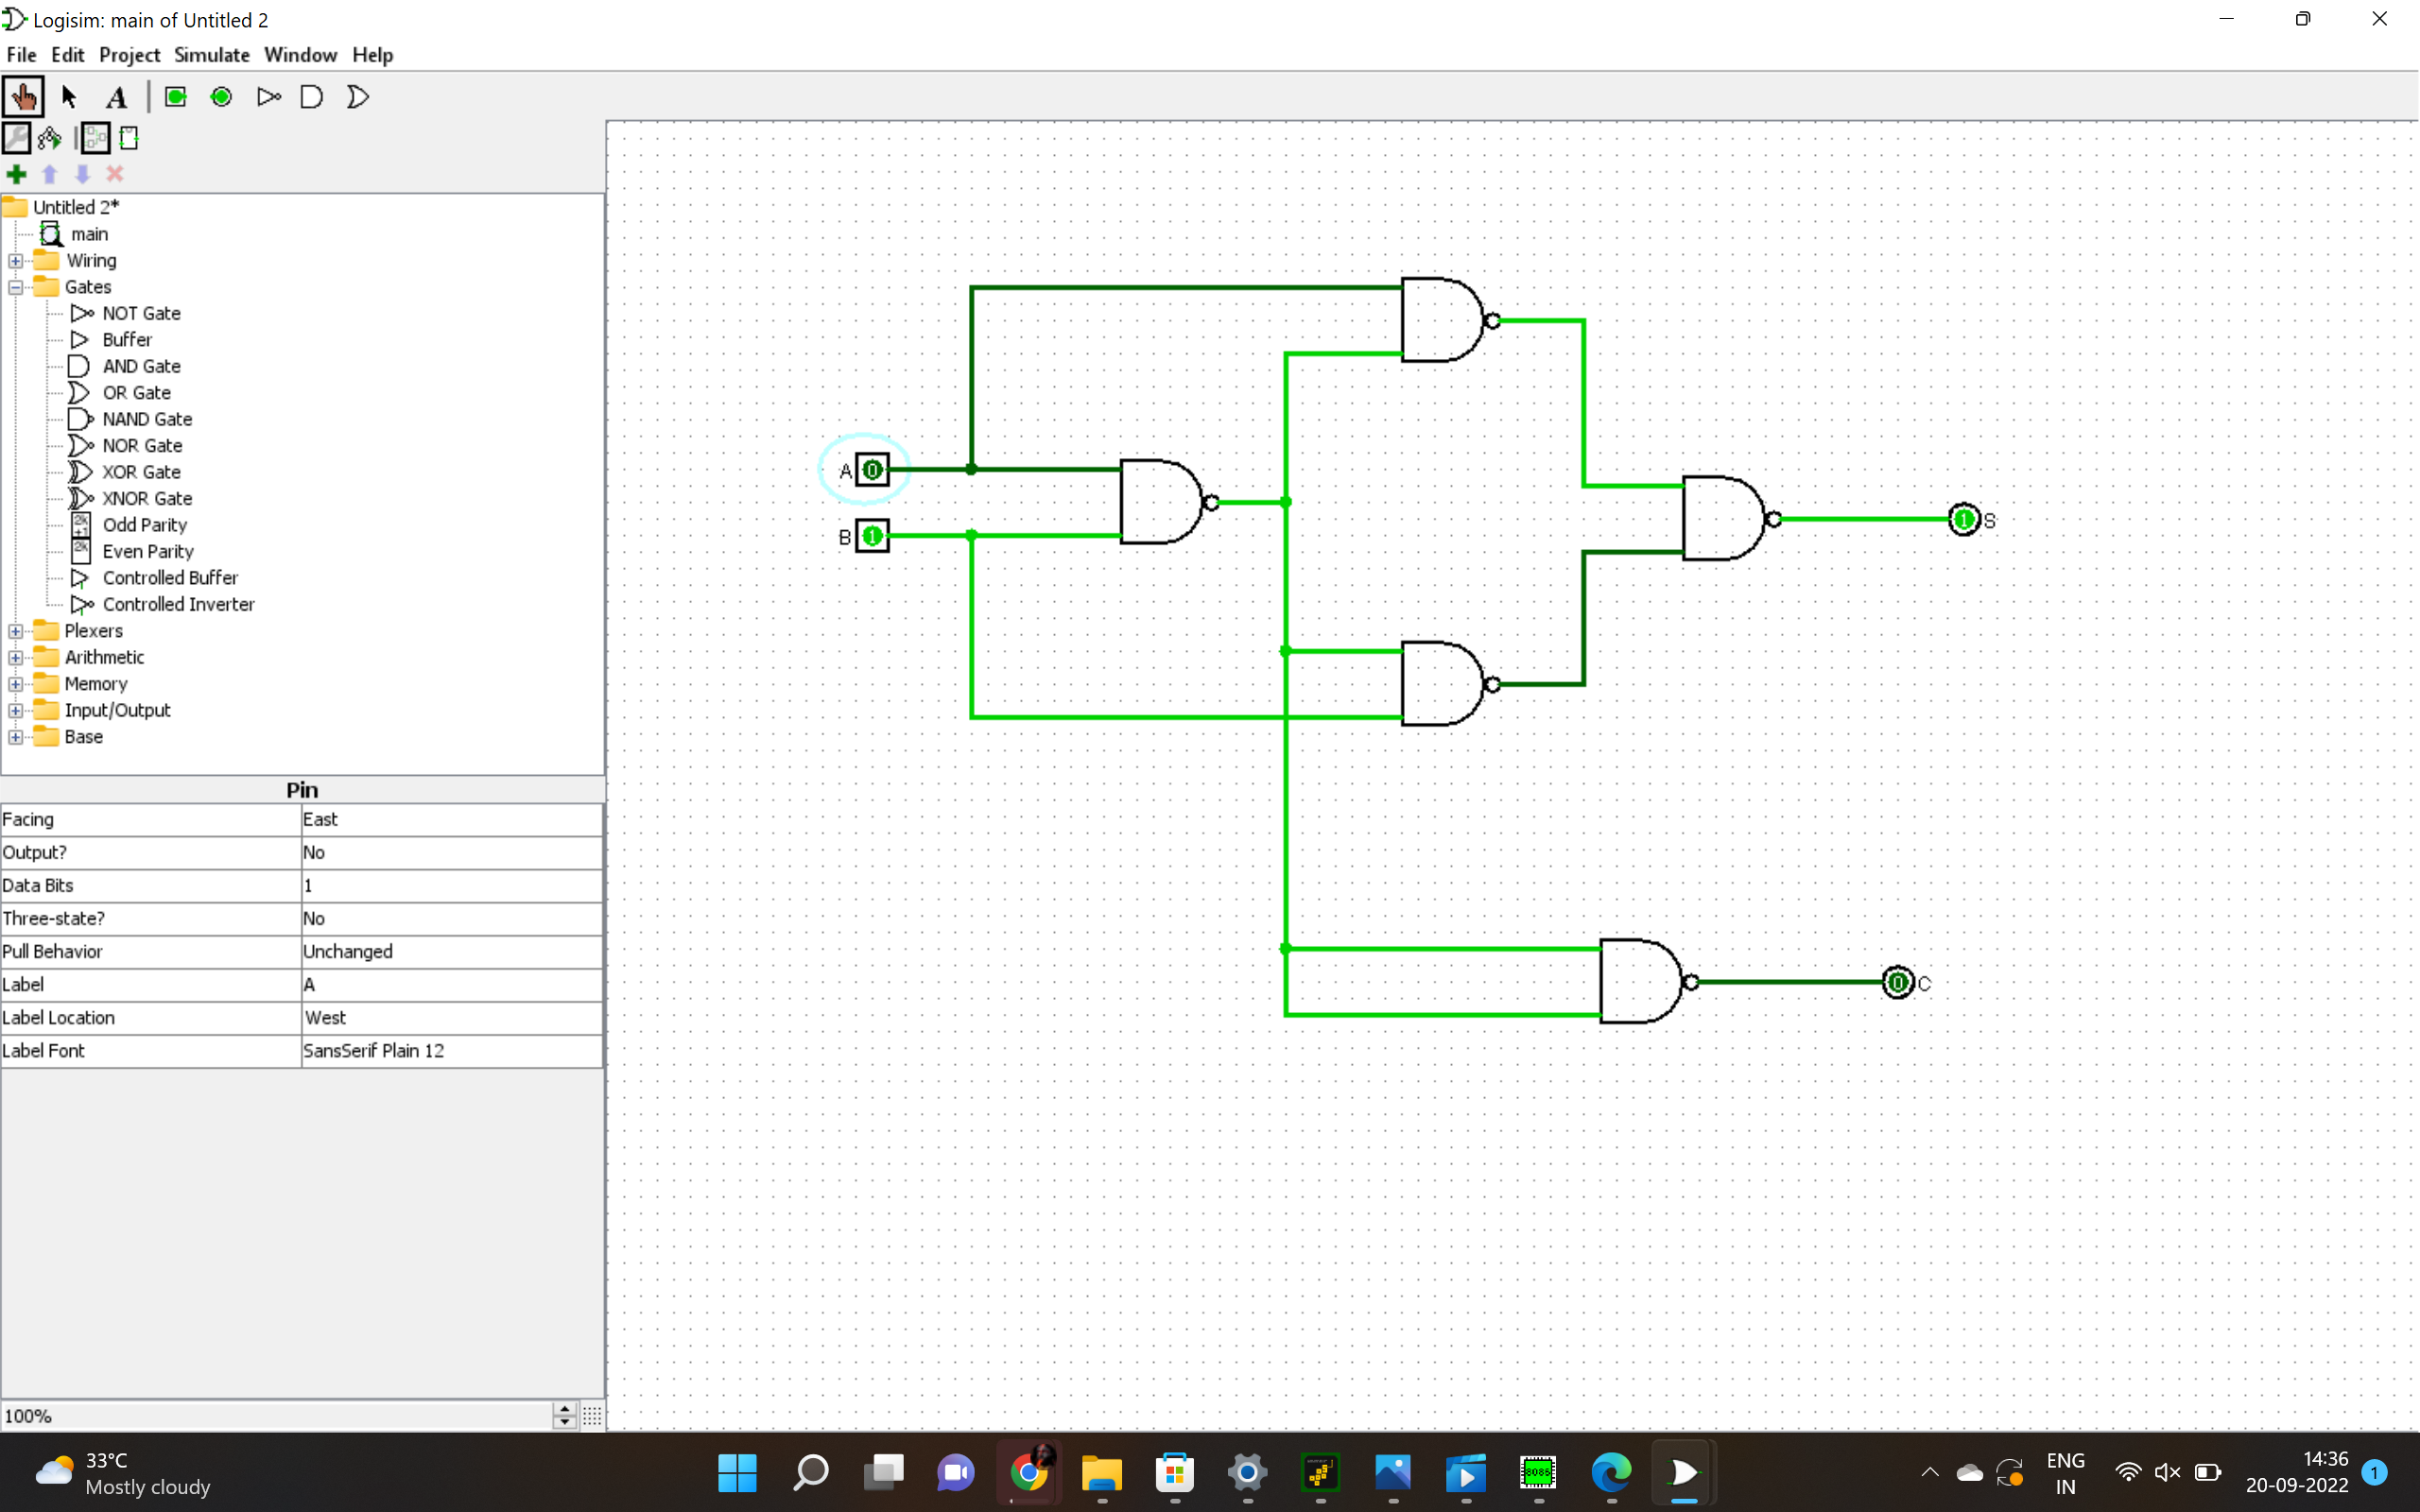 Logisim: main of Untitled 2
File Edit Project Simulate Window Help
A
Untitled 2*
main
Wiring
Gates
NOT Gate
Buffer
AND Gate
OR Gate
NAND Gate
NOR Gate
XOR Gate
XNOR Gate
2k+1 Odd Parity
2k Even Parity
Controlled Buffer
Controlled Inverter
Plexers
Arithmetic
Memory
Input/Output
Base
Pin
Facing East
Output? No
Data Bits 1
Three-state? No
Pull Behavior Unchanged
Label A
Label Location West
Label Font SansSerif Plain 12
100%
A 0
B 1
1 S
0 C
33°C
Mostly cloudy
8086
ENG
IN
14:36
20-09-2022
1